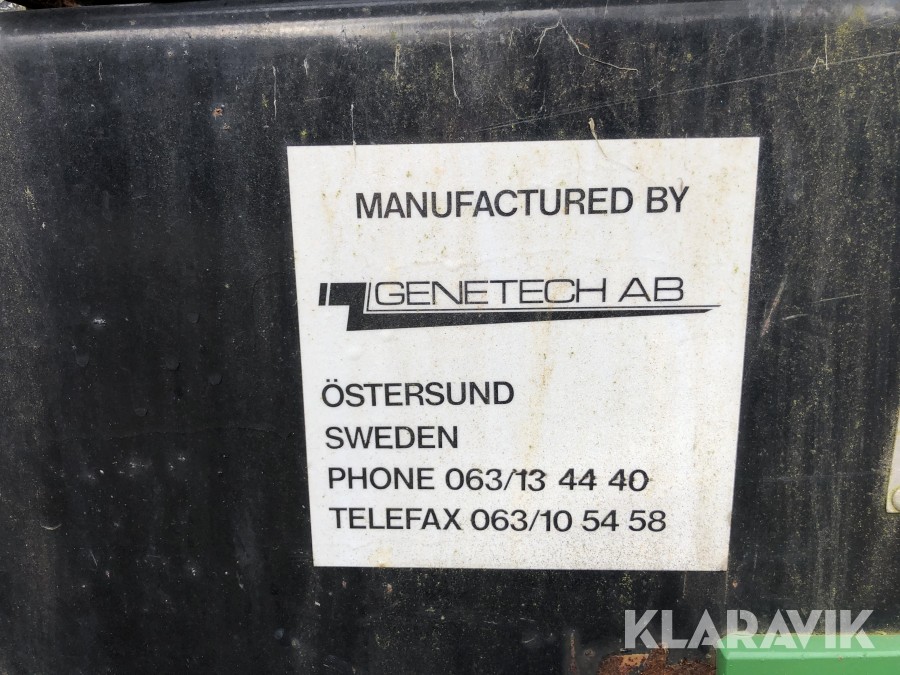 MANUFACTURED BY
GENETECH AB
ÖSTERSUND
SWEDEN
PHONE 063/13 44 40
TELEFAX 063/10 54 58
KLARAVIK